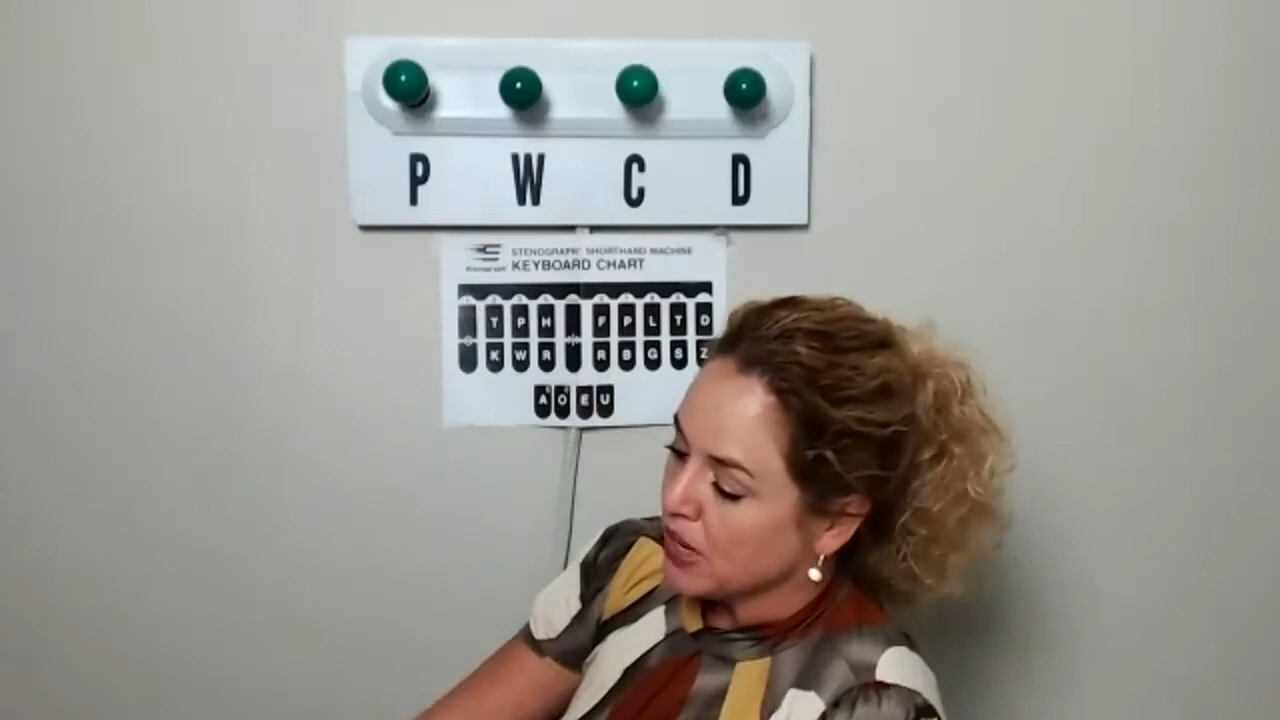 P W C D
STENOGRAPH® SHORTHAND MACHINE
KEYBOARD CHART
T P H F P L T D
K W R R B G S Z
A O E U